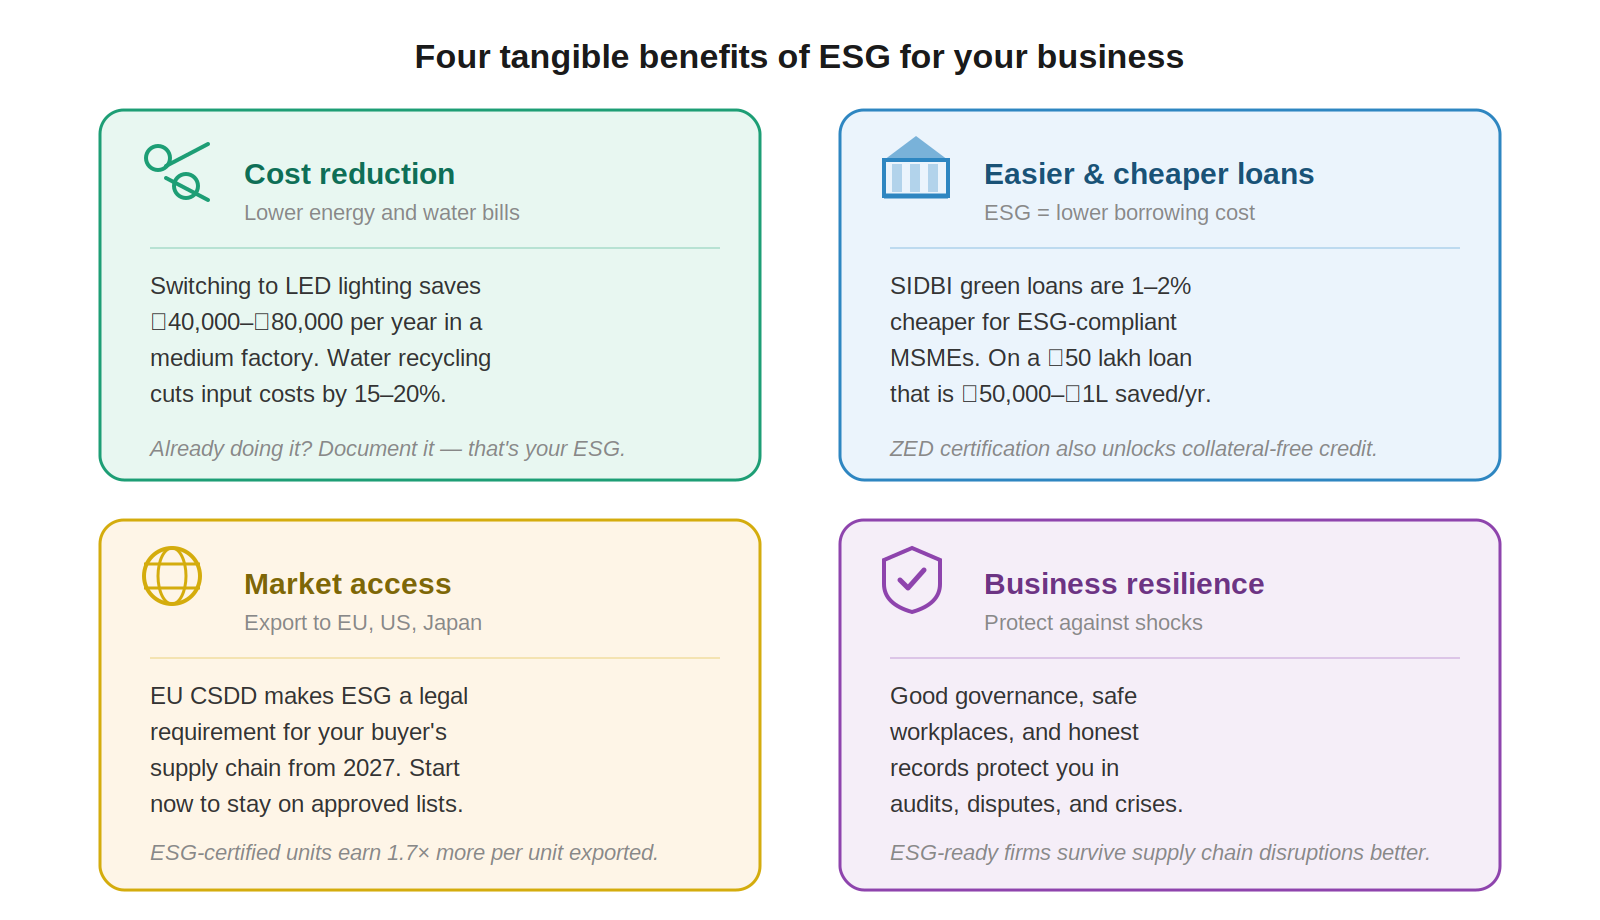 Four tangible benefits of ESG for your business
Cost reduction
Lower energy and water bills
Switching to LED lighting saves
□40,000–□80,000 per year in a
medium factory. Water recycling
cuts input costs by 15–20%.
Already doing it? Document it — that's your ESG.
Easier & cheaper loans
ESG = lower borrowing cost
SIDBI green loans are 1–2%
cheaper for ESG-compliant
MSMEs. On a □50 lakh loan
that is □50,000–□1L saved/yr.
ZED certification also unlocks collateral-free credit.
Market access
Export to EU, US, Japan
EU CSDD makes ESG a legal
requirement for your buyer's
supply chain from 2027. Start
now to stay on approved lists.
ESG-certified units earn 1.7× more per unit exported.
Business resilience
Protect against shocks
Good governance, safe
workplaces, and honest
records protect you in
audits, disputes, and crises.
ESG-ready firms survive supply chain disruptions better.